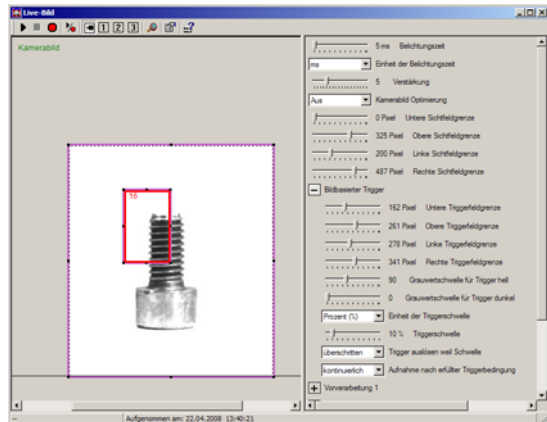 Live-Bild
1 2 3
Kamerabild
16
5 ms Belichtungszeit
ms Einheit der Belichtungszeit
5 Verstärkung
Aus Kamerabild Optimierung
0 Pixel Untere Sichtfeldgrenze
325 Pixel Obere Sichtfeldgrenze
200 Pixel Linke Sichtfeldgrenze
487 Pixel Rechte Sichtfeldgrenze
Bildbasierter Trigger
162 Pixel Untere Triggerfeldgrenze
261 Pixel Obere Triggerfeldgrenze
278 Pixel Linke Triggerfeldgrenze
341 Pixel Rechte Triggerfeldgrenze
90 Grauwertschwelle für Trigger hell
0 Grauwertschwelle für Trigger dunkel
Prozent (%) Einheit der Triggerschwelle
10 % Triggerschwelle
überschritten Trigger auslösen weil Schwelle
kontinuierlich Aufnahme nach erfüllter Triggerbedingung
Vorverarbeitung 1
-- Aufgenommen am: 22.04.2008 13:40:21